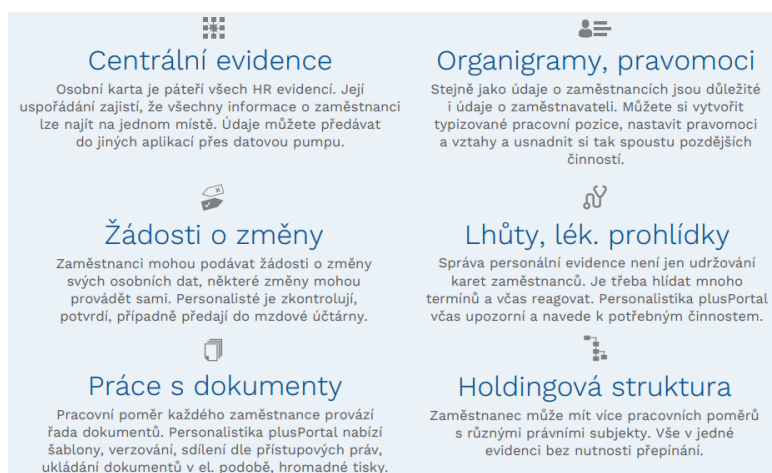 Centrální evidence
Osobní karta je páteří všech HR evidencí. Její
uspořádání zajistí, že všechny informace o zaměstnanci
lze najít na jednom místě. Údaje můžete předávat
do jiných aplikací přes datovou pumpu.
Organigramy, pravomoci
Stejně jako údaje o zaměstnancích jsou důležité
i údaje o zaměstnavateli. Můžete si vytvořit
typizované pracovní pozice, nastavit pravomoci
a vztahy a usnadnit si tak spoustu pozdějších
činností.
Žádosti o změny
Zaměstnanci mohou podávat žádosti o změny
svých osobních dat, některé změny mohou
provádět sami. Personalisté je zkontrolují,
potvrdí, případně předají do mzdové účtárny.
Lhůty, lék. prohlídky
Správa personální evidence není jen udržování
karet zaměstnanců. Je třeba hlídat mnoho
termínů a včas reagovat. Personalistika plusPortal
včas upozorní a navede k potřebným činnostem.
Práce s dokumenty
Pracovní poměr každého zaměstnance provází
řada dokumentů. Personalistika plusPortal nabízí
šablony, verzování, sdílení dle přístupových práv,
ukládání dokumentů v el. podobě, hromadné tisky.
Holdingová struktura
Zaměstnanec může mít více pracovních poměrů
s různými právními subjekty. Vše v jedné
evidenci bez nutnosti přepínání.